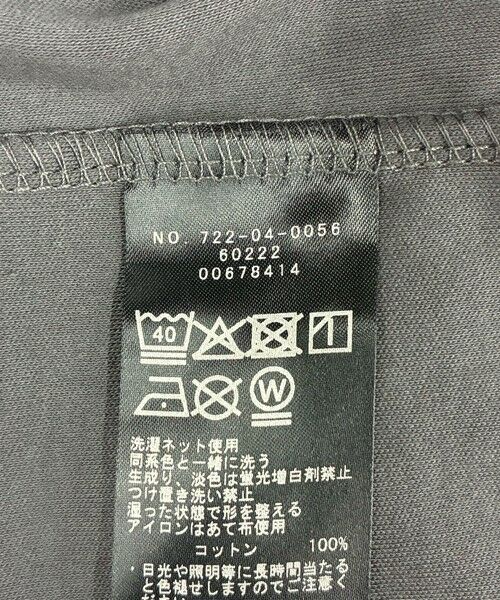 NO. 722-04-0056
60222
00678414
40
W
洗濯ネット使用
同系色と一緒に洗う
生成り、淡色は蛍光増白剤禁止
つけ置き洗い禁止
湿った状態で形を整える
アイロンはあて布使用
コットン 100%
・日光や照明等に長時間当たる
と色褪せしますのでご注意く